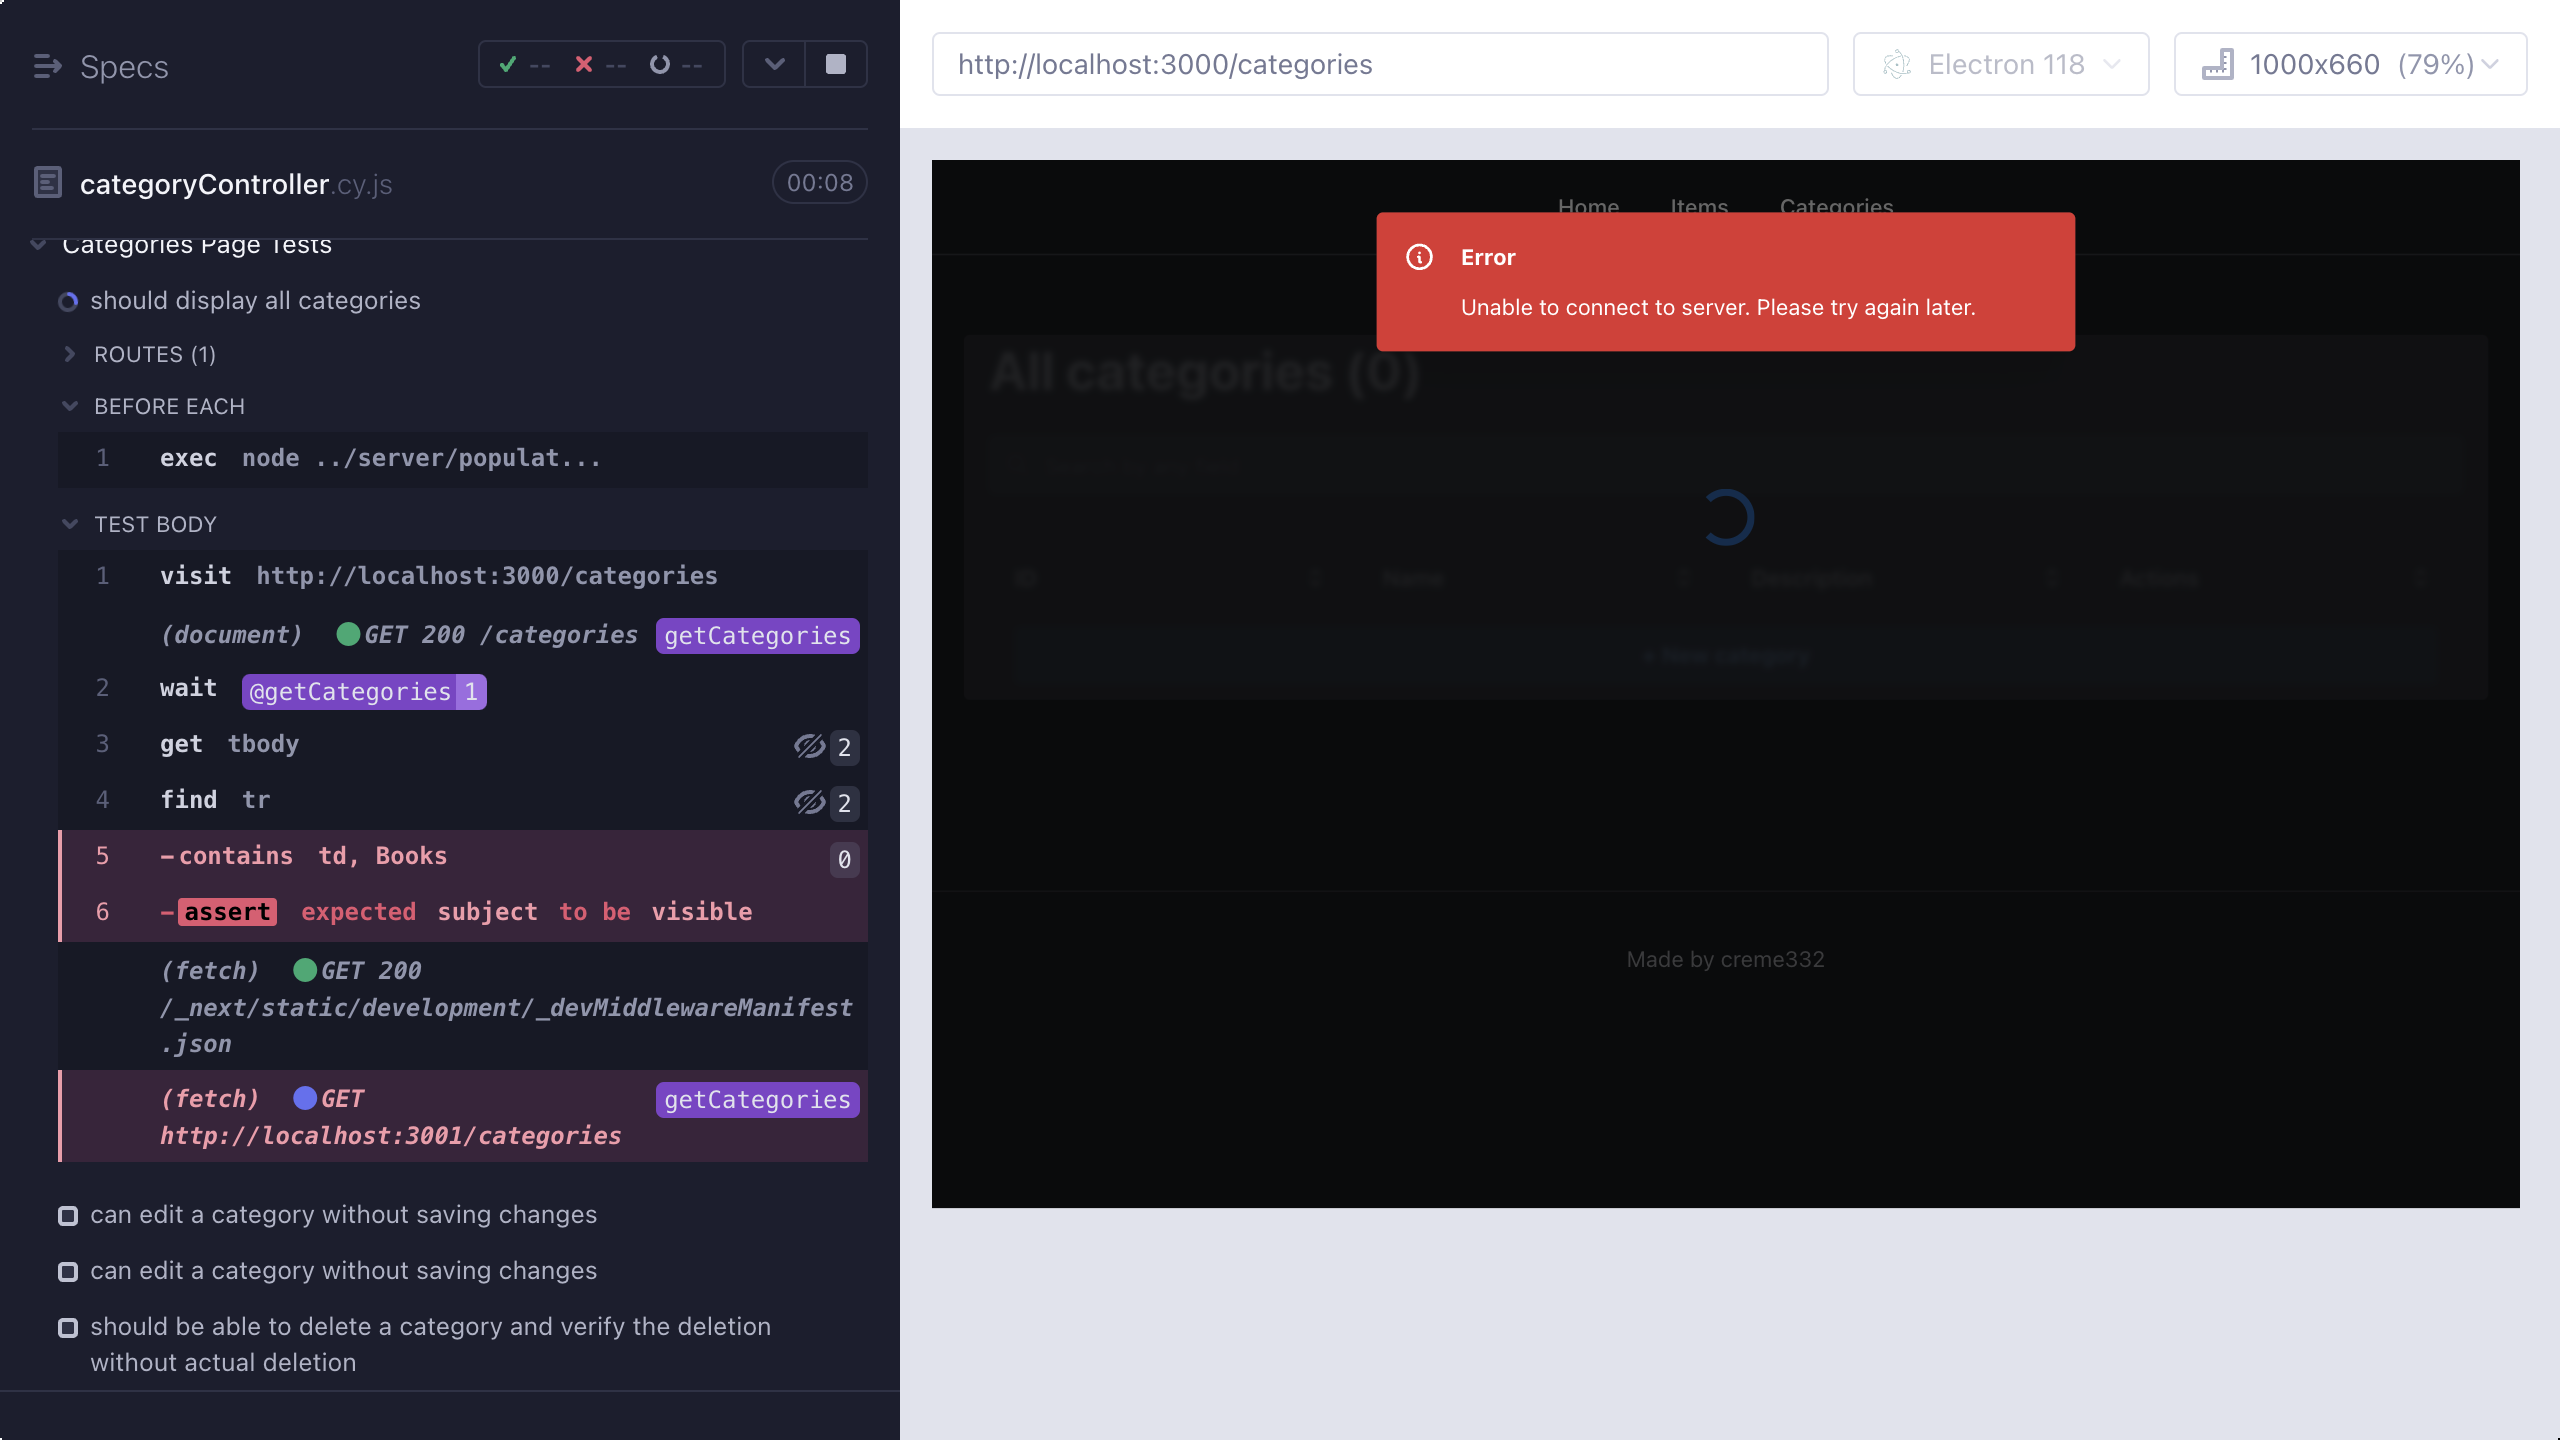 Specs
-- -- --
categoryController.cy.js
00:08
Categories Page Tests
should display all categories
ROUTES (1)
BEFORE EACH
1 exec node ../server/populat...
TEST BODY
1 visit http://localhost:3000/categories
(document) GET 200 /categories getCategories
2 wait @getCategories 1
3 get tbody 2
4 find tr 2
5 -contains td, Books 0
6 -assert expected subject to be visible
(fetch) GET 200
/_next/static/development/_devMiddlewareManifest
.json
(fetch) GET getCategories
http://localhost:3001/categories
can edit a category without saving changes
can edit a category without saving changes
should be able to delete a category and verify the deletion
without actual deletion
http://localhost:3000/categories
Electron 118
1000x660 (79%)
Home Items Categories
Error
Unable to connect to server. Please try again later.
All categories (0)
ID Name Description Actions
+ New category
Made by creme332